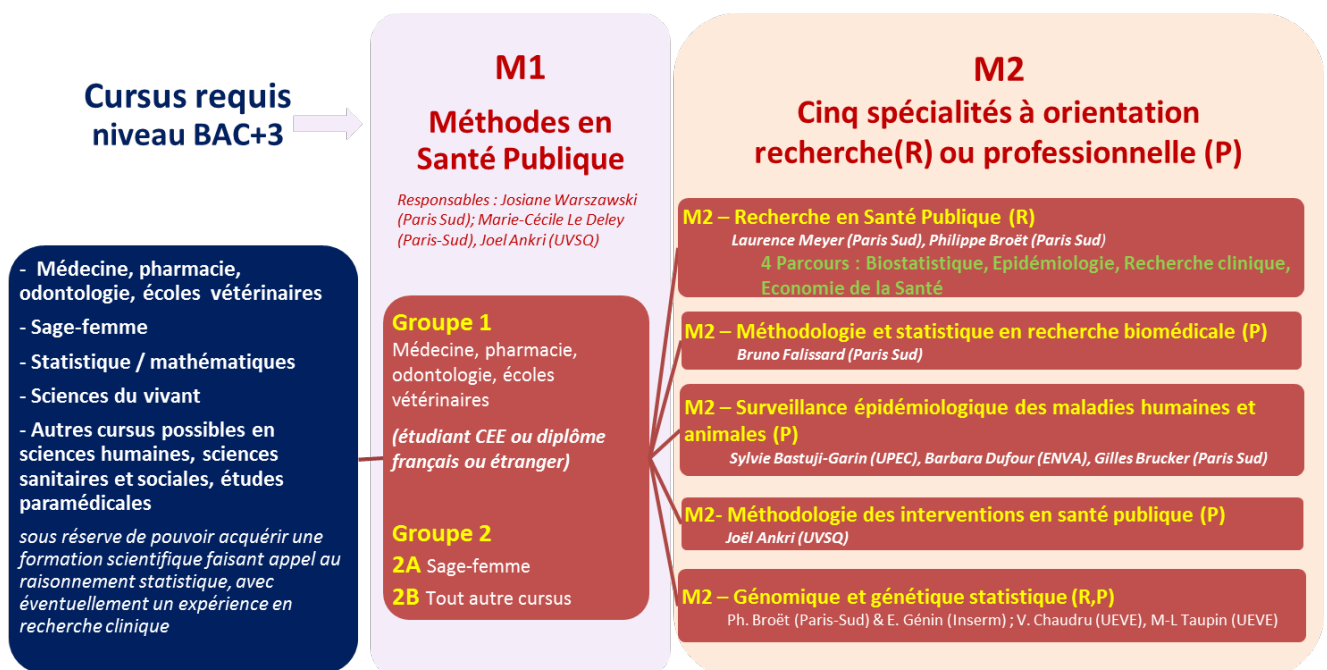 Cursus requis
niveau BAC+3
- Médecine, pharmacie,
odontologie, écoles vétérinaires
- Sage-femme
- Statistique / mathématiques
- Sciences du vivant
- Autres cursus possibles en
sciences humaines, sciences
sanitaires et sociales, études
paramédicales
sous réserve de pouvoir acquérir une
formation scientifique faisant appel au
raisonnement statistique, avec
éventuellement un expérience en
recherche clinique
M1
Méthodes en
Santé Publique
Responsables : Josiane Warszawski
(Paris Sud); Marie-Cécile Le Deley
(Paris-Sud), Joel Ankri (UVSQ)
Groupe 1
Médecine, pharmacie,
odontologie, écoles
vétérinaires
(étudiant CEE ou diplôme
français ou étranger)
Groupe 2
2A Sage-femme
2B Tout autre cursus
M2
Cinq spécialités à orientation
recherche(R) ou professionnelle (P)
M2 – Recherche en Santé Publique (R)
Laurence Meyer (Paris Sud), Philippe Broët (Paris Sud)
4 Parcours : Biostatistique, Epidémiologie, Recherche clinique,
Economie de la Santé
M2 – Méthodologie et statistique en recherche biomédicale (P)
Bruno Falissard (Paris Sud)
M2 – Surveillance épidémiologique des maladies humaines et
animales (P)
Sylvie Bastuji-Garin (UPEC), Barbara Dufour (ENVA), Gilles Brucker (Paris Sud)
M2- Méthodologie des interventions en santé publique (P)
Joël Ankri (UVSQ)
M2 – Génomique et génétique statistique (R,P)
Ph. Broët (Paris-Sud) & E. Génin (Inserm) ; V. Chaudru (UEVE), M-L Taupin (UEVE)